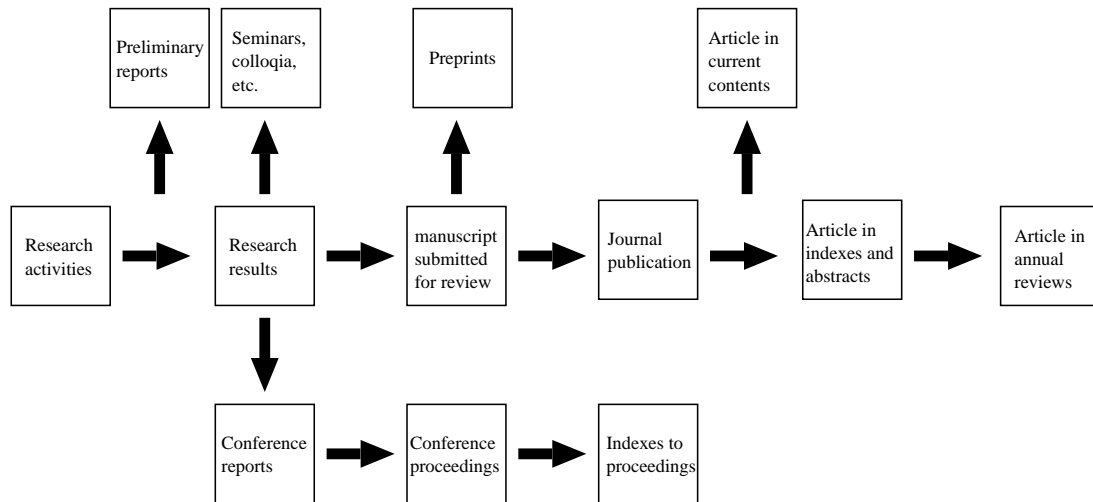 Preliminary
reports
Seminars,
colloqia,
etc.
Preprints
Article in
current
contents
Research
activities
Research
results
manuscript
submitted
for review
Journal
publication
Article in
indexes and
abstracts
Article in
annual
reviews
Conference
reports
Conference
proceedings
Indexes to
proceedings